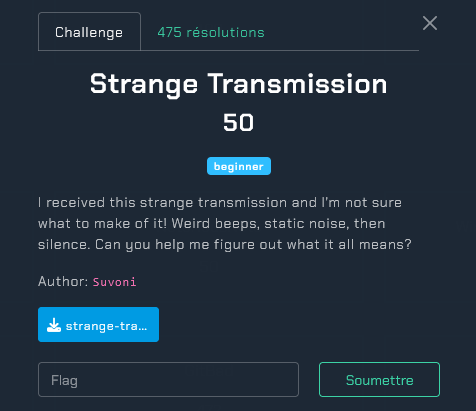 Challenge
475 résolutions
Strange Transmission
50
beginner
I received this strange transmission and I'm not sure
what to make of it! Weird beeps, static noise, then
silence. Can you help me figure out what it all means?
Author: Suvoni
strange-tra...
Flag
Soumettre